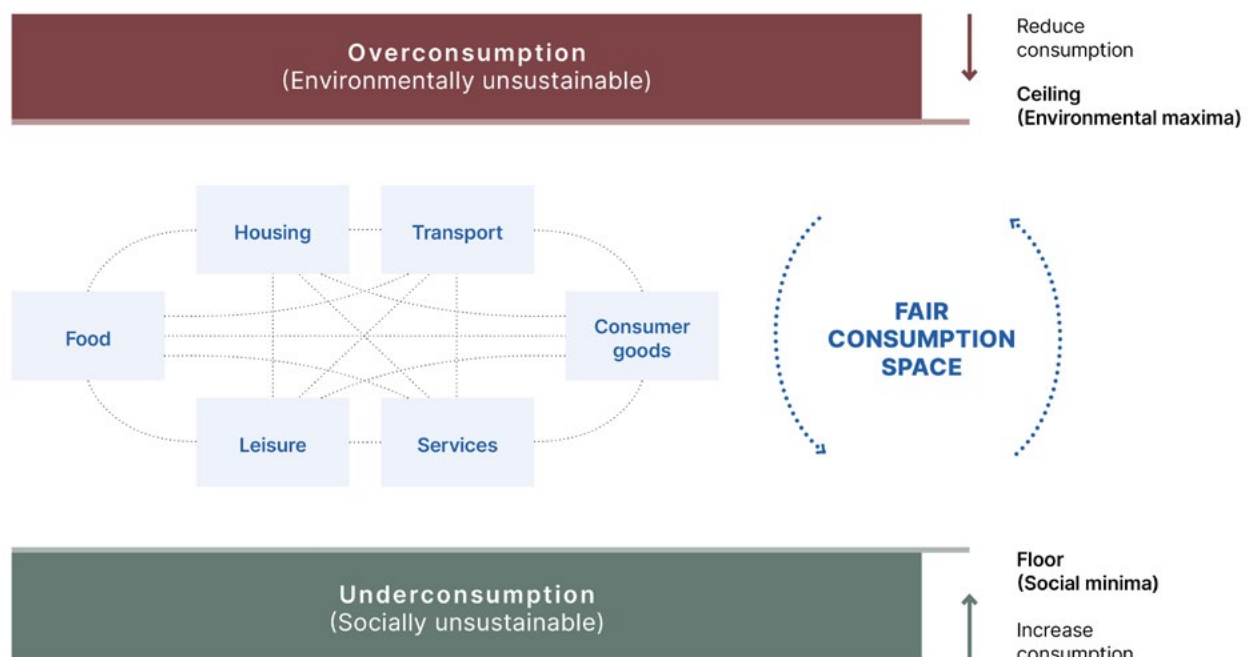 Overconsumption
(Environmentally unsustainable)
Reduce
consumption
Ceiling
(Environmental maxima)
Housing
Transport
Food
Consumer
goods
Leisure
Services
FAIR
CONSUMPTION
SPACE
Floor
(Social minima)
Underconsumption
(Socially unsustainable)
Increase
consumption